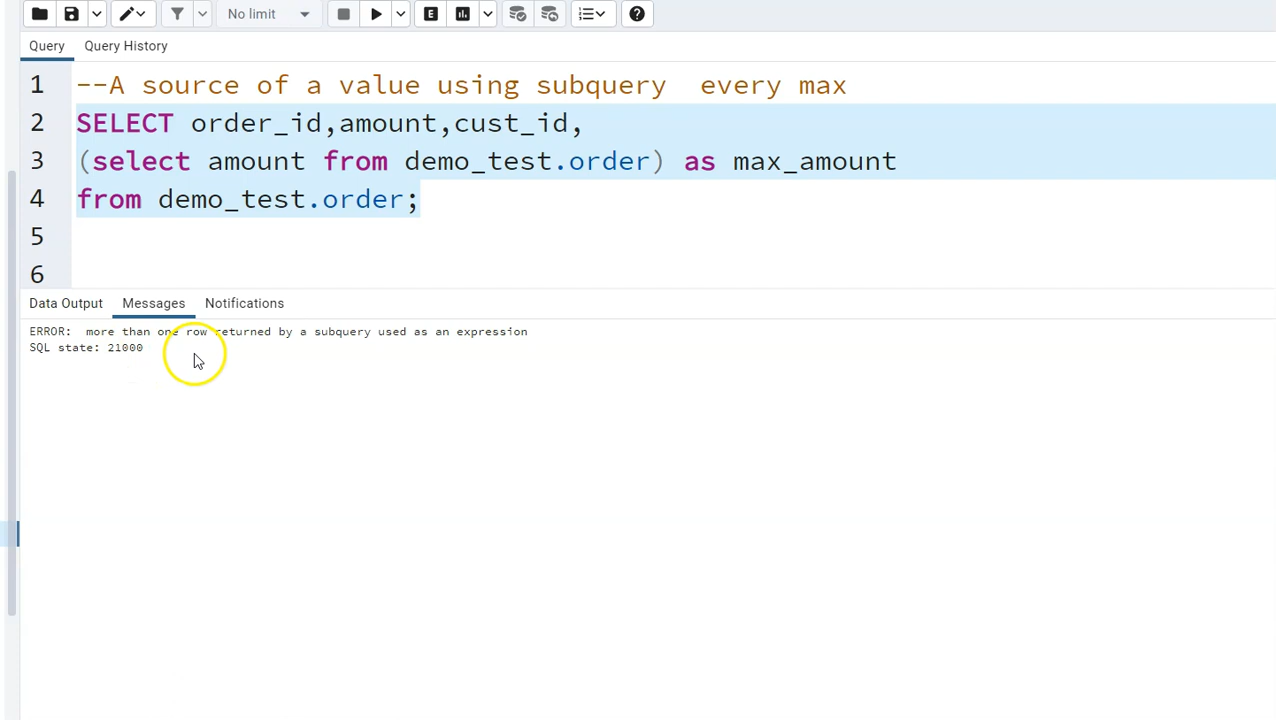 No limit
Query Query History
1 --A source of a value using subquery  every max
2 SELECT order_id,amount,cust_id,
3 (select amount from demo_test.order) as max_amount
4 from demo_test.order;
5
6
Data Output Messages Notifications
ERROR:  more than one row returned by a subquery used as an expression
SQL state: 21000